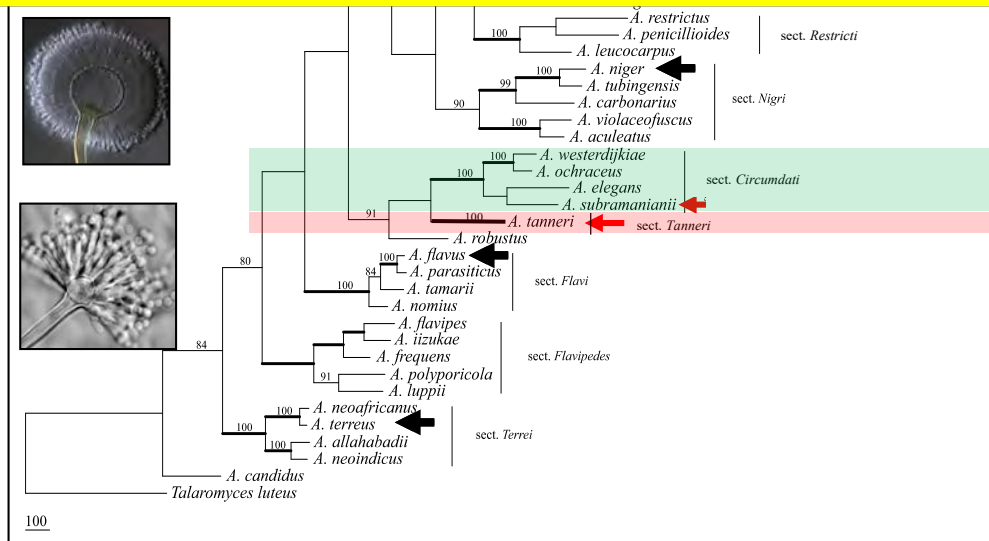 A. restrictus
100
A. penicillioides
sect. Restricti
A. leucocarpus
100
A. niger
99
A. tubingensis
90
A. carbonarius
sect. Nigri
100
A. violaceofuscus
A. aculeatus
100
A. westerdijkiae
100
A. ochraceus
sect. Circumdati
A. elegans
A. subramanianii
91
100
A. tanneri
sect. Tanneri
A. robustus
80
100
A. flavus
84
A. parasiticus
100
A. tamarii
sect. Flavi
A. nomius
A. flavipes
84
A. iizukae
A. frequens
sect. Flavipedes
91
A. polyporicola
A. luppii
100
A. neoafricanus
100
A. terreus
sect. Terrei
100
A. allahabadii
A. neoindicus
A. candidus
Talaromyces luteus
100